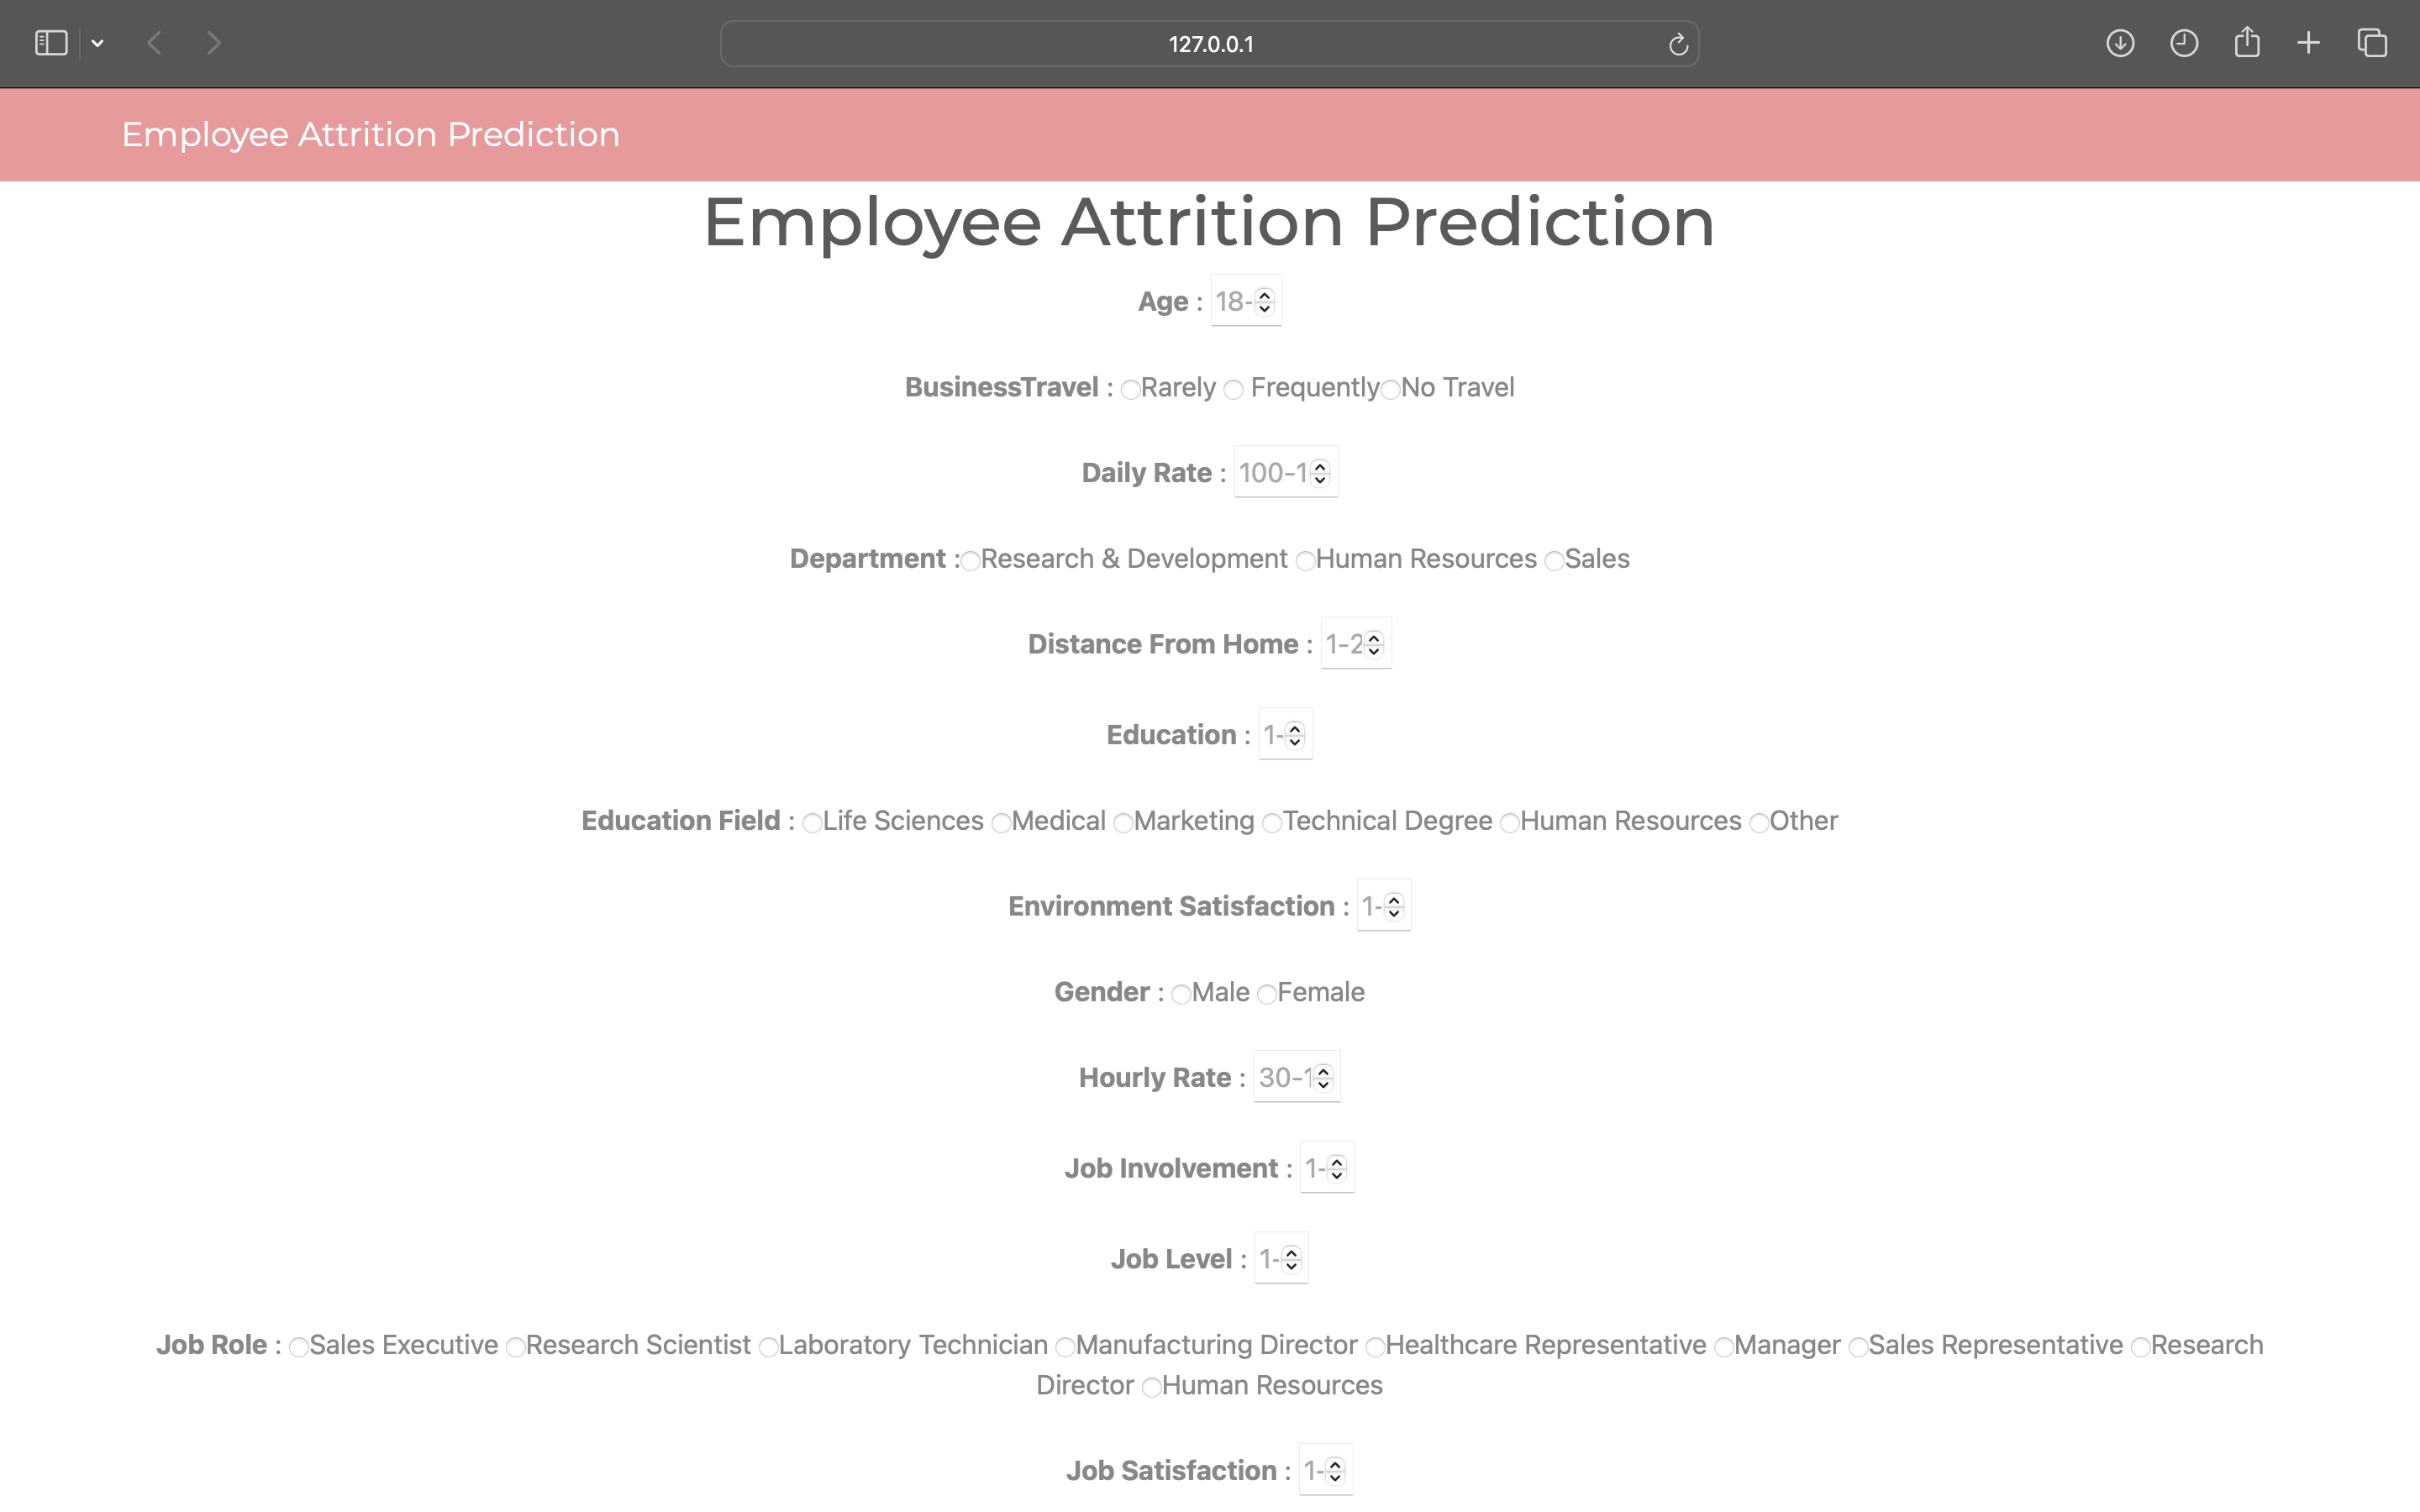 127.0.0.1
Employee Attrition Prediction
Employee Attrition Prediction
Age : 18-
BusinessTravel : Rarely Frequently No Travel
Daily Rate : 100-1
Department : Research & Development Human Resources Sales
Distance From Home : 1-2
Education : 1-
Education Field : Life Sciences Medical Marketing Technical Degree Human Resources Other
Environment Satisfaction : 1-
Gender : Male Female
Hourly Rate : 30-1
Job Involvement : 1-
Job Level : 1-
Job Role : Sales Executive Research Scientist Laboratory Technician Manufacturing Director Healthcare Representative Manager Sales Representative Research
Director Human Resources
Job Satisfaction : 1-